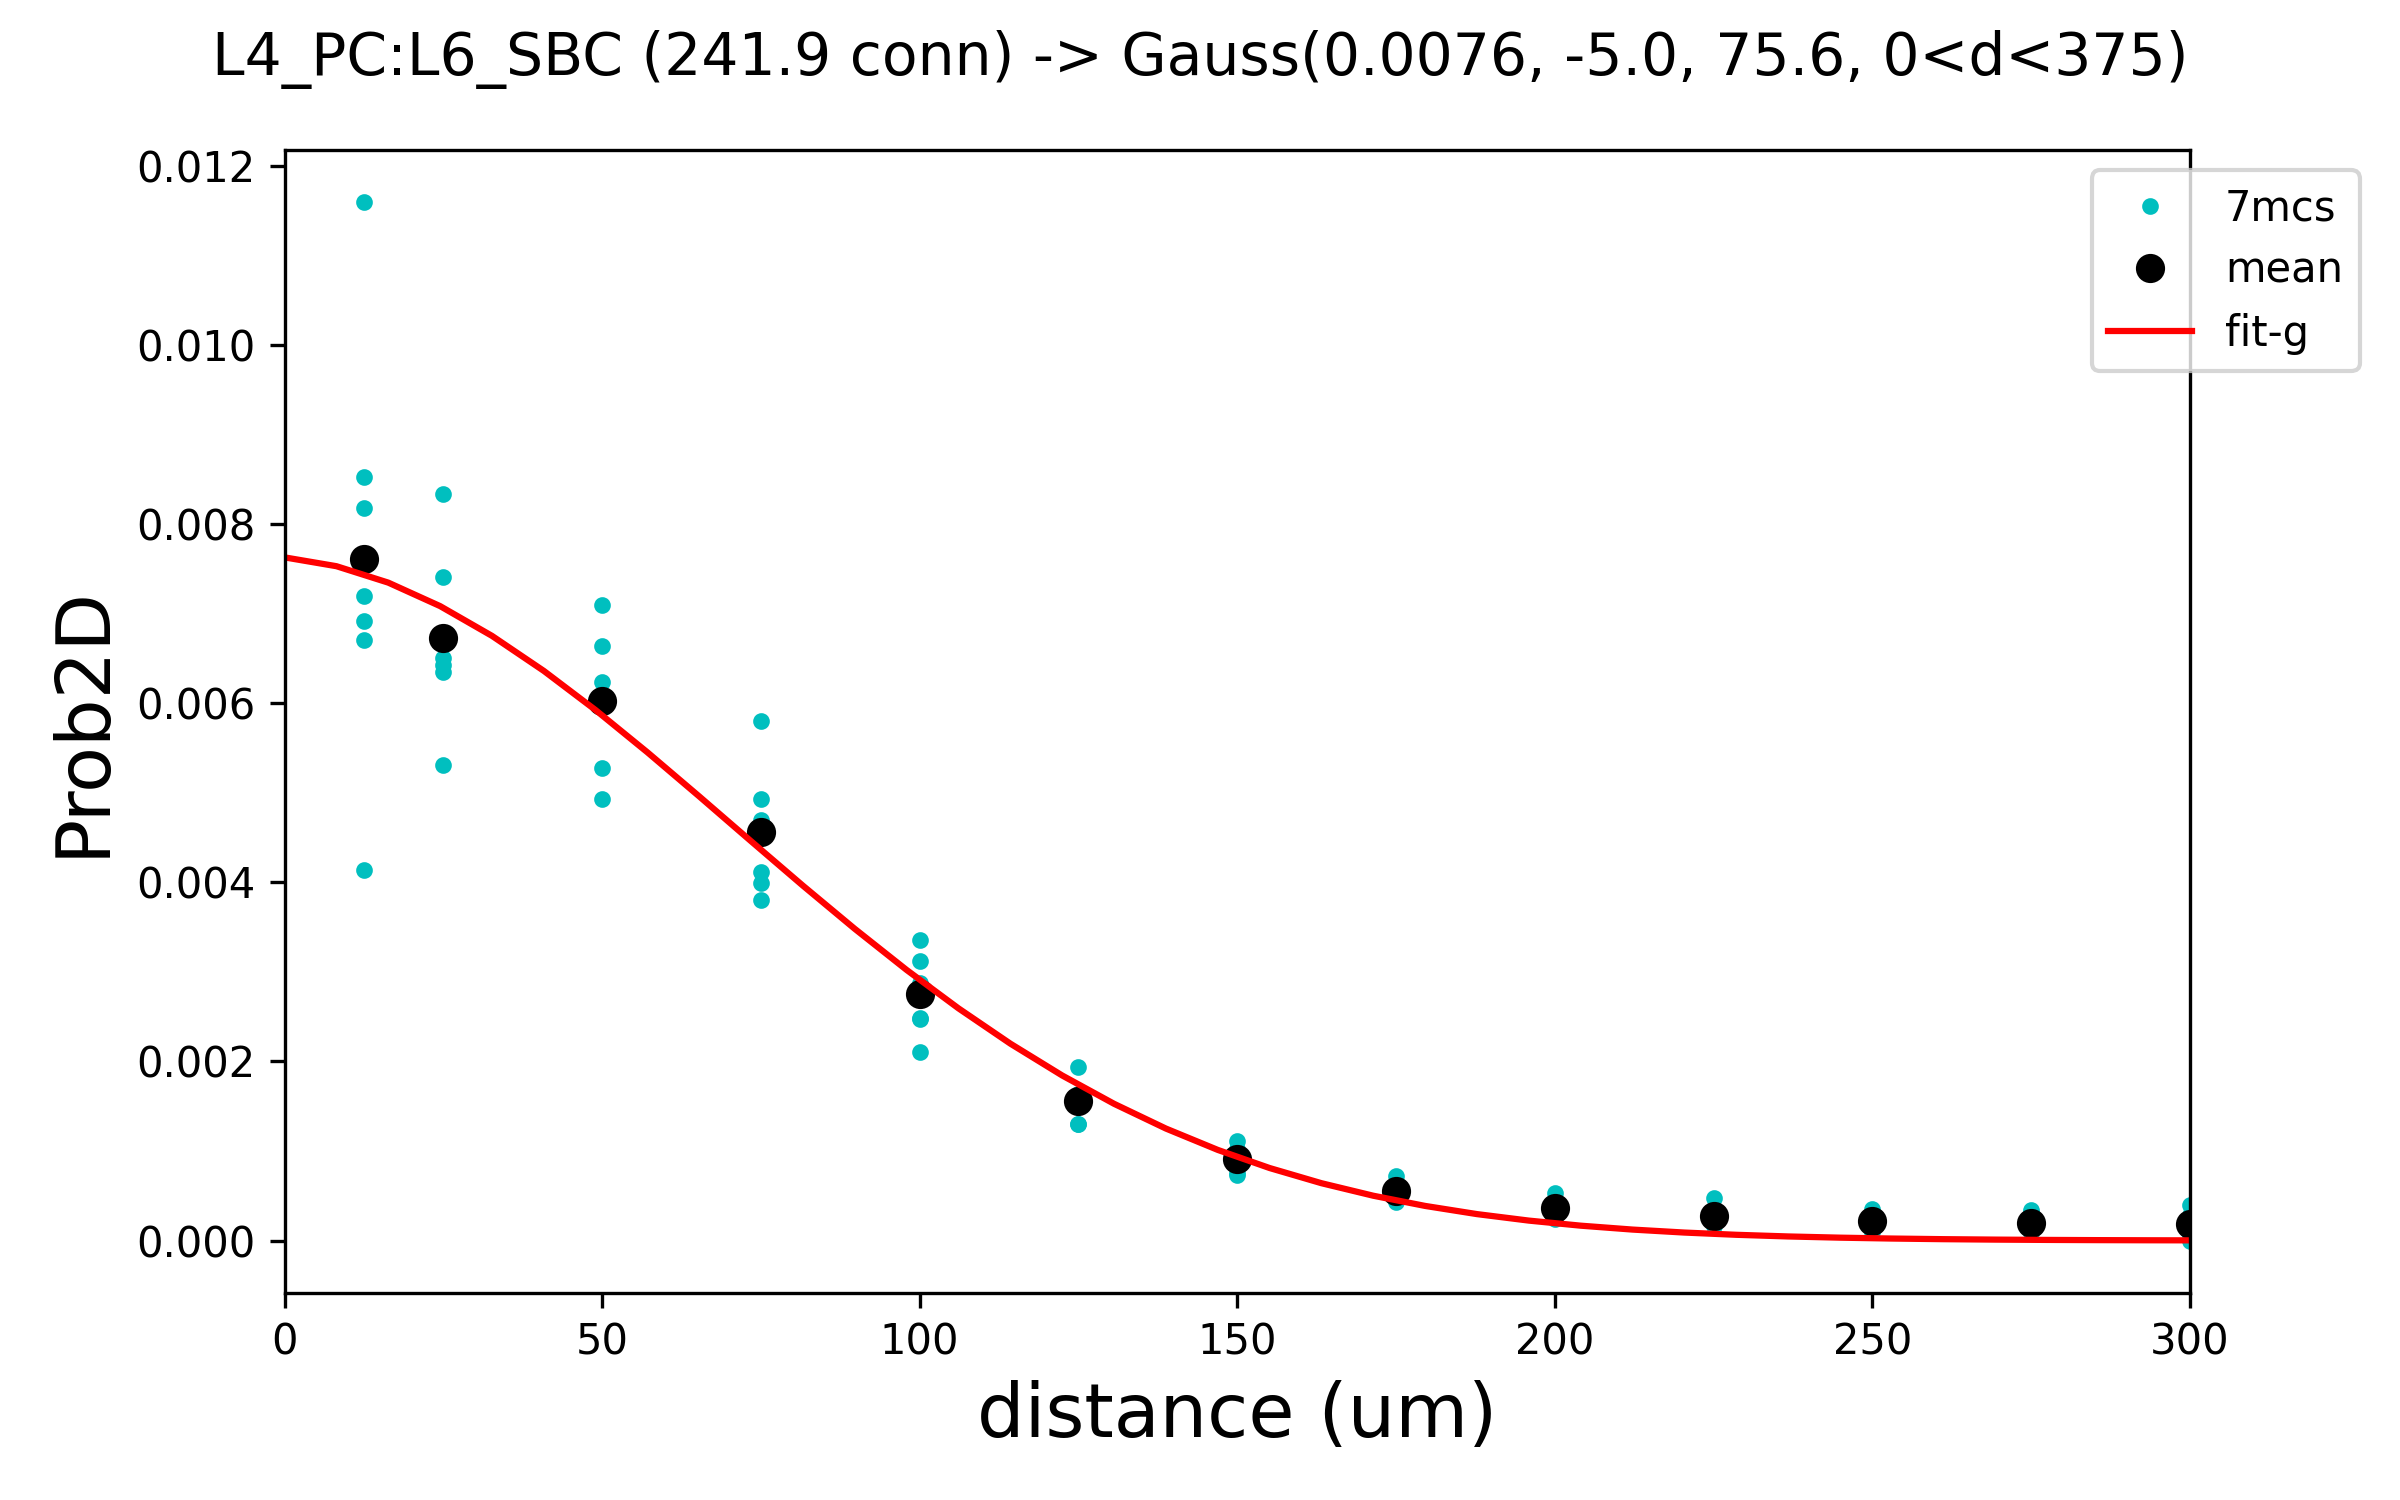 L4_PC:L6_SBC (241.9 conn) -> Gauss(0.0076, -5.0, 75.6, 0<d<375)
0.012
0.010
0.008
0.006
0.004
0.002
0.000
Prob2D
7mcs
mean
fit-g
0 50 100 150 200 250 300
distance (um)